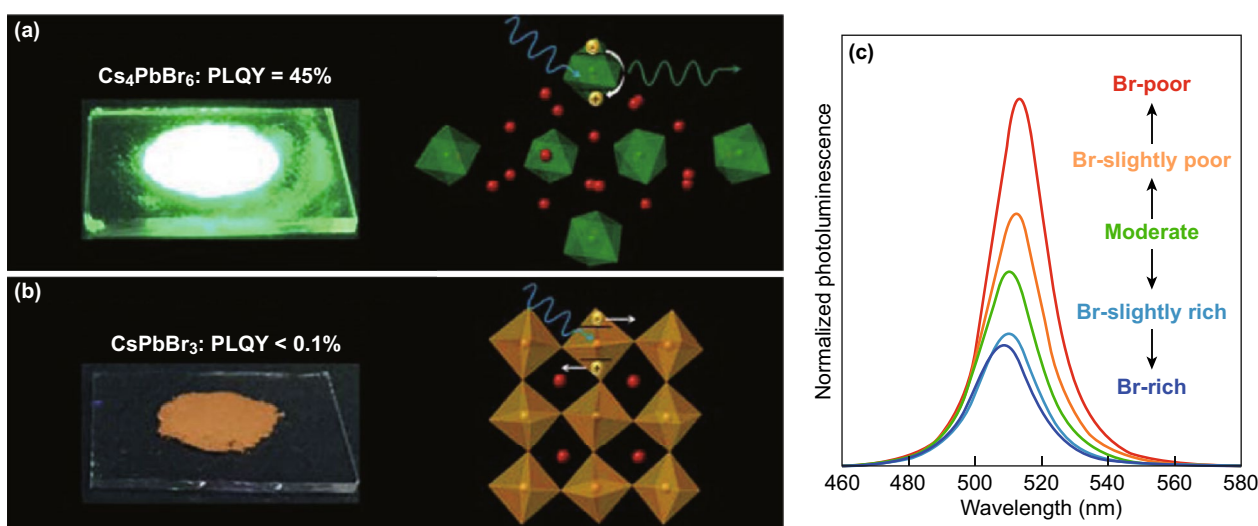 (a)
Cs₄PbBr₆: PLQY = 45%
(b)
CsPbBr₃: PLQY < 0.1%
(c)
Normalized photoluminescence
Br-poor
Br-slightly poor
Moderate
Br-slightly rich
Br-rich
460 480 500 520 540 560 580
Wavelength (nm)